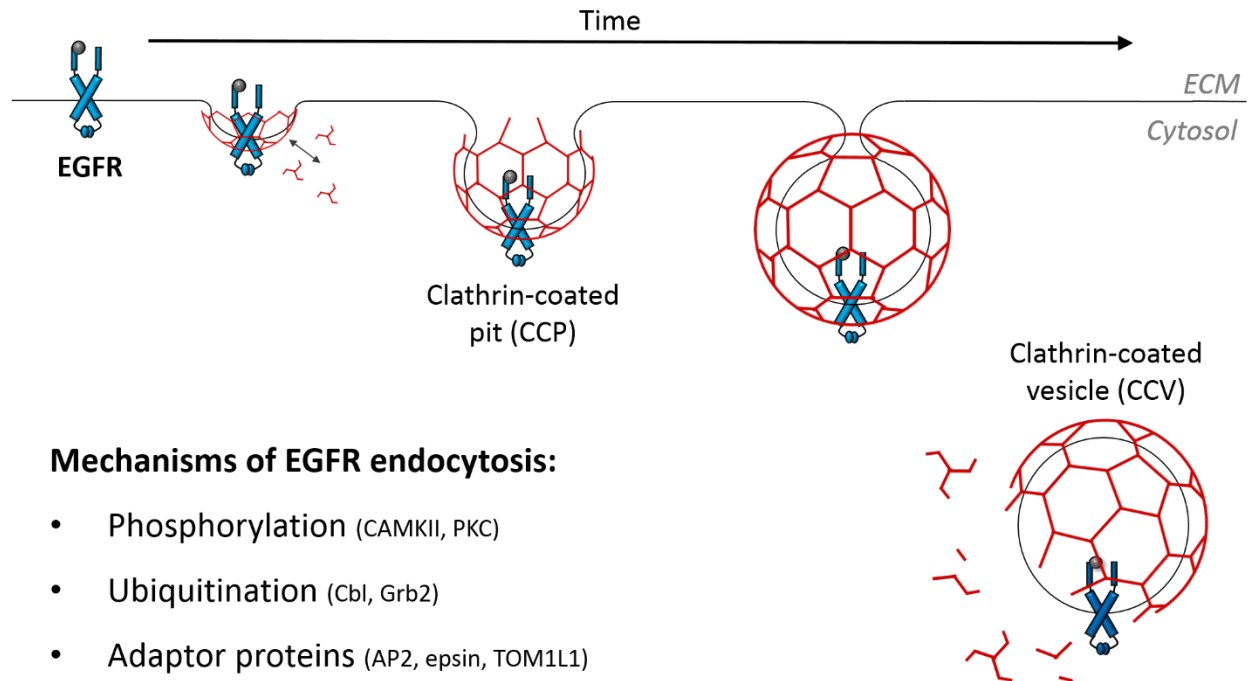 Time
ECM
Cytosol
EGFR
Clathrin-coated
pit (CCP)
Clathrin-coated
vesicle (CCV)
Mechanisms of EGFR endocytosis:
• Phosphorylation (CAMKII, PKC)
• Ubiquitination (Cbl, Grb2)
• Adaptor proteins (AP2, epsin, TOM1L1)